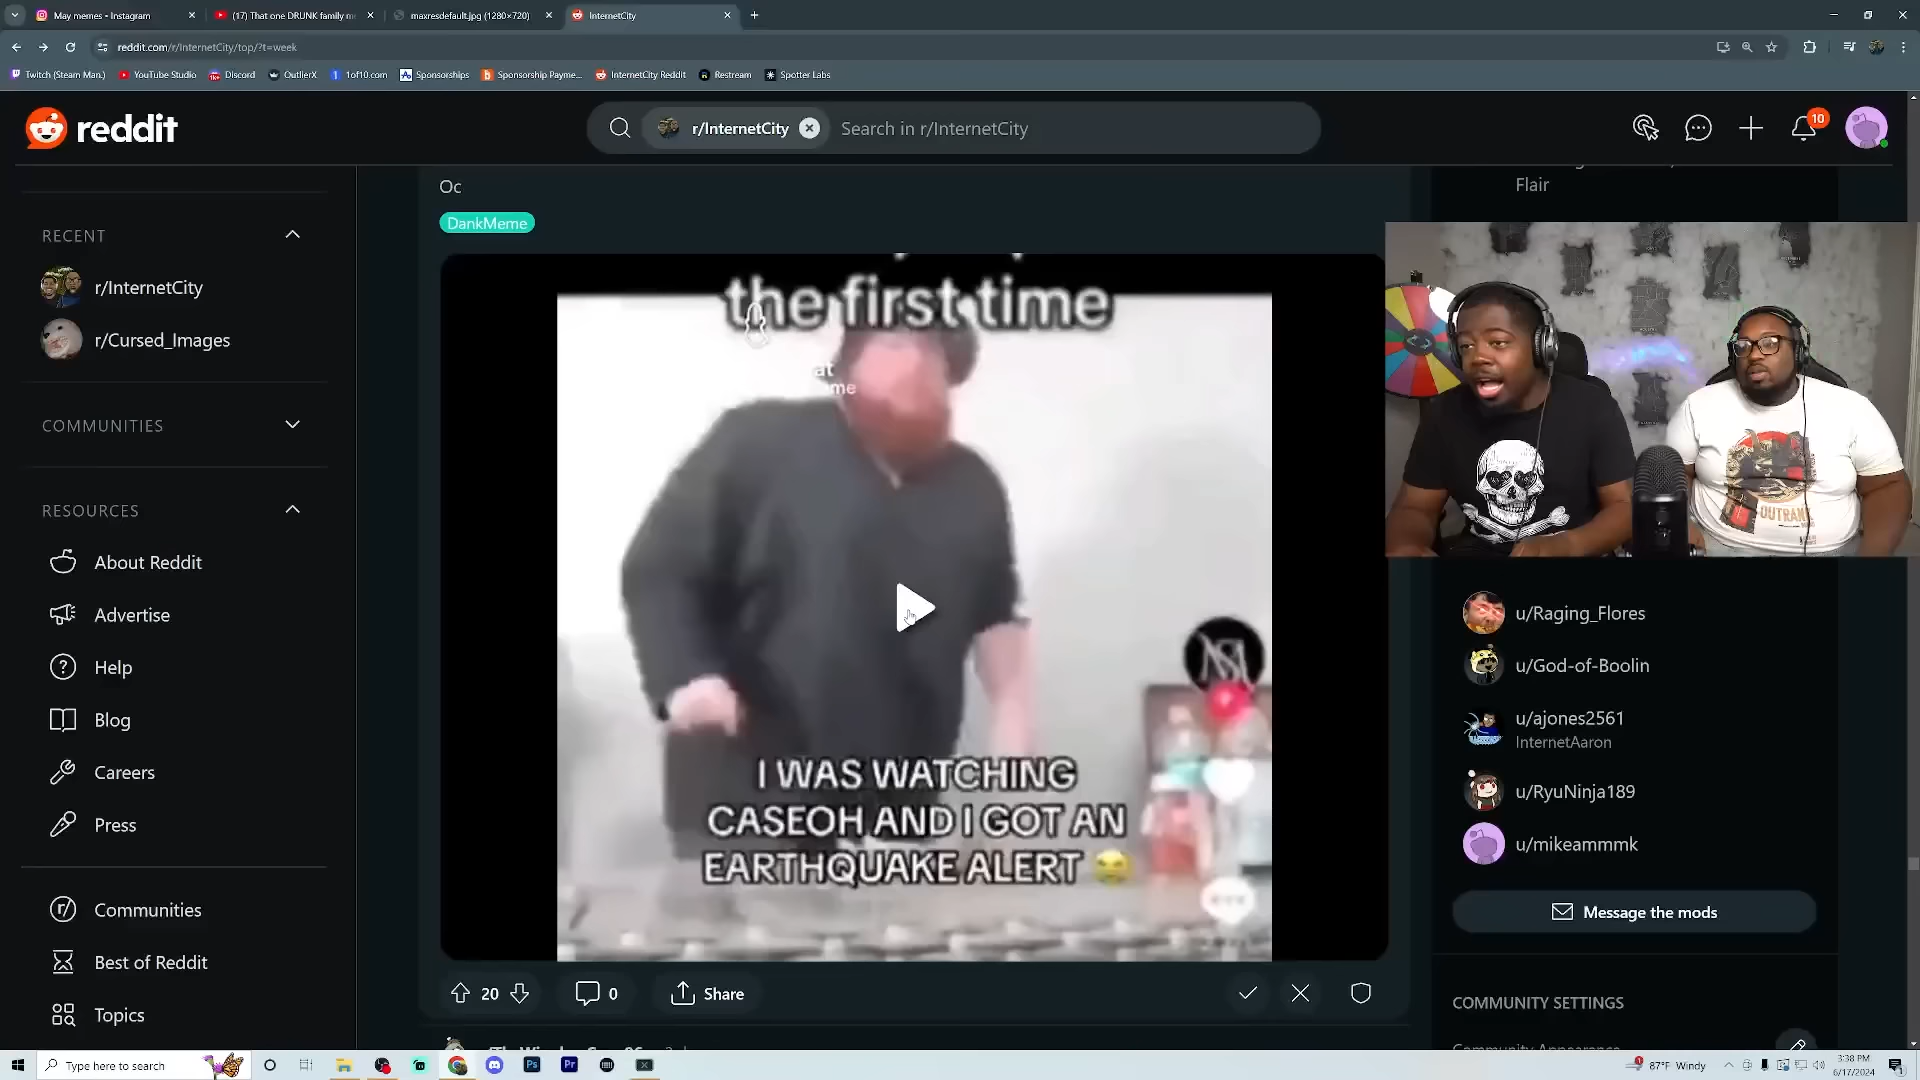 May memes - Instagram
(17) That one DRUNK family m
maxresdefault.jpg (1280×720)
InternetCity
reddit.com/r/InternetCity/top/?t=week
Twitch (Steam Man.)
YouTube Studio
Discord
OutlierX
1of10.com
Sponsorships
Sponsorship Payme...
InternetCity Reddit
Restream
Spotter Labs
reddit
r/InternetCity
Search in r/InternetCity
10
Oc
DankMeme
Flair
RECENT
r/InternetCity
r/Cursed_Images
COMMUNITIES
RESOURCES
About Reddit
Advertise
Help
Blog
Careers
Press
Communities
Best of Reddit
Topics
the first time
I WAS WATCHING
CASEOH AND I GOT AN
EARTHQUAKE ALERT
OUTRAN
u/Raging_Flores
u/God-of-Boolin
u/ajones2561
InternetAaron
u/RyuNinja189
u/mikeammmk
Message the mods
20
0
Share
COMMUNITY SETTINGS
Community Appearance
Type here to search
87°F Windy
3:38 PM
6/17/2024